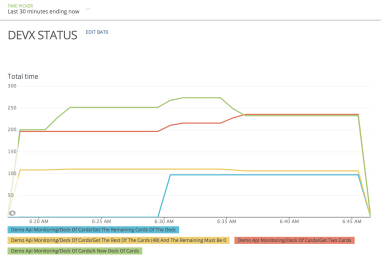 TIME PICKER
Last 30 minutes ending now
DEVX STATUS
EDIT
Total time
300
250
200
150
100
50
0
6:20 AM
6:25 AM
6:30 AM
6:35 AM
6:40 AM
6:45 AM
Demo Api Monitoring/Deck Of Cards/Get The Remaining Cards Of The Deck
Demo Api Monitoring/Deck Of Cards/Get The Rest Of The Cards (48) And The Remaining Must Be 0
Demo Api Monitoring/Deck Of Cards/Get Two Cards
Demo Api Monitoring/Deck Of Cards/A New Deck Of Cards